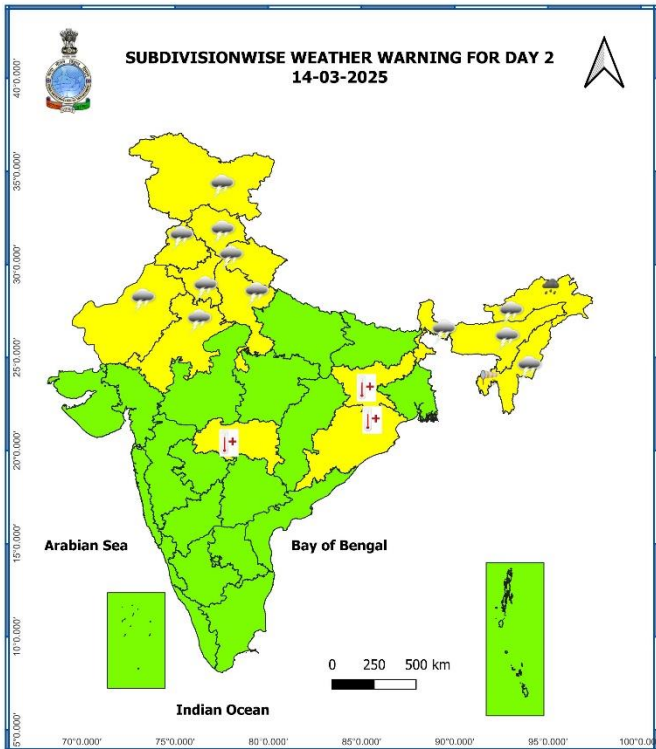 SUBDIVISIONWISE WEATHER WARNING FOR DAY 2
14-03-2025
40°0.000'
35°0.000'
30°0.000'
25°0.000'
20°0.000'
15°0.000'
10°0.000'
5°0.000'
Arabian Sea
Bay of Bengal
0 250 500 km
Indian Ocean
70°0.000' 75°0.000' 80°0.000' 85°0.000' 90°0.000' 95°0.000' 100°0.00